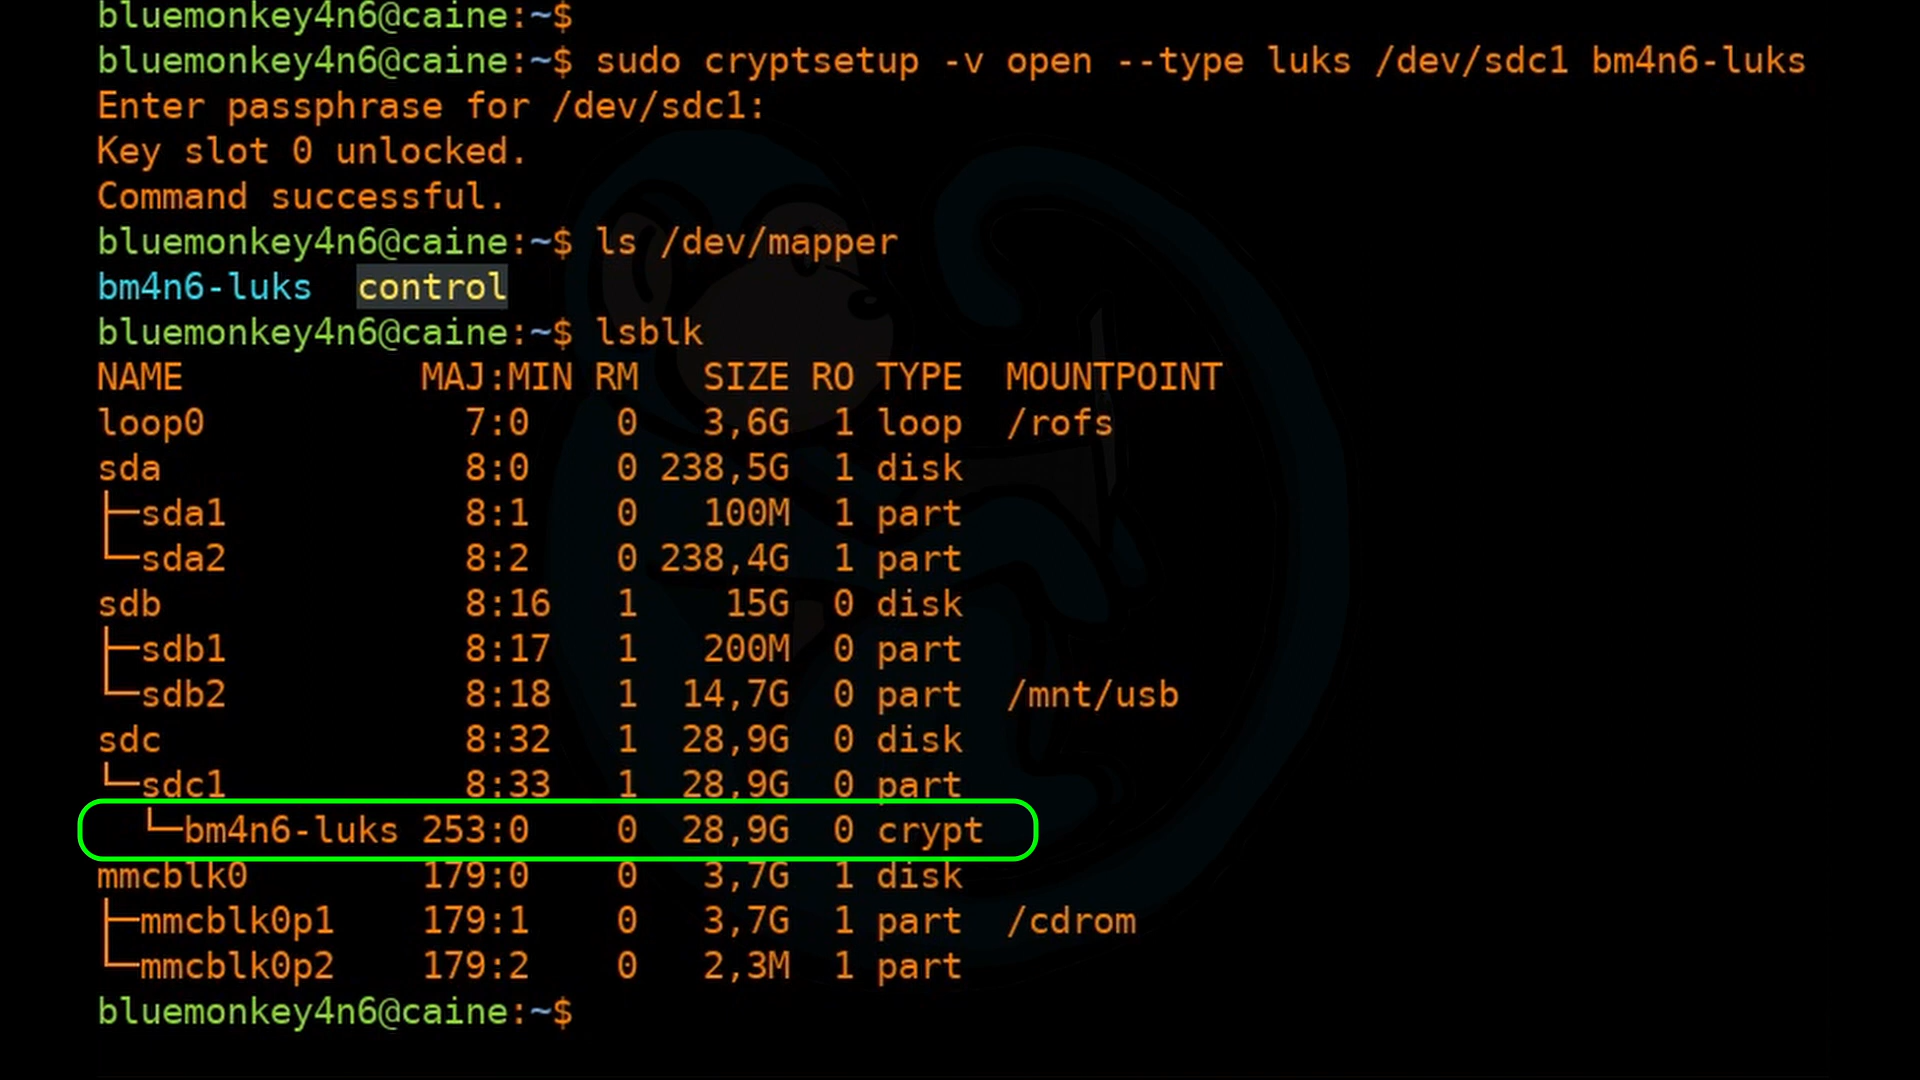 bluemonkey4n6@caine:~$
bluemonkey4n6@caine:~$ sudo cryptsetup -v open --type luks /dev/sdc1 bm4n6-luks
Enter passphrase for /dev/sdc1:
Key slot 0 unlocked.
Command successful.
bluemonkey4n6@caine:~$ ls /dev/mapper
bm4n6-luks  control
bluemonkey4n6@caine:~$ lsblk
NAME           MAJ:MIN RM   SIZE RO TYPE  MOUNTPOINT
loop0            7:0    0   3,6G  1 loop  /rofs
sda              8:0    0 238,5G  1 disk
├─sda1           8:1    0   100M  1 part
└─sda2           8:2    0 238,4G  1 part
sdb              8:16   1    15G  0 disk
├─sdb1           8:17   1   200M  0 part
└─sdb2           8:18   1  14,7G  0 part  /mnt/usb
sdc              8:32   1  28,9G  0 disk
└─sdc1           8:33   1  28,9G  0 part
  └─bm4n6-luks 253:0    0  28,9G  0 crypt
mmcblk0        179:0    0   3,7G  1 disk
├─mmcblk0p1    179:1    0   3,7G  1 part  /cdrom
└─mmcblk0p2    179:2    0   2,3M  1 part
bluemonkey4n6@caine:~$